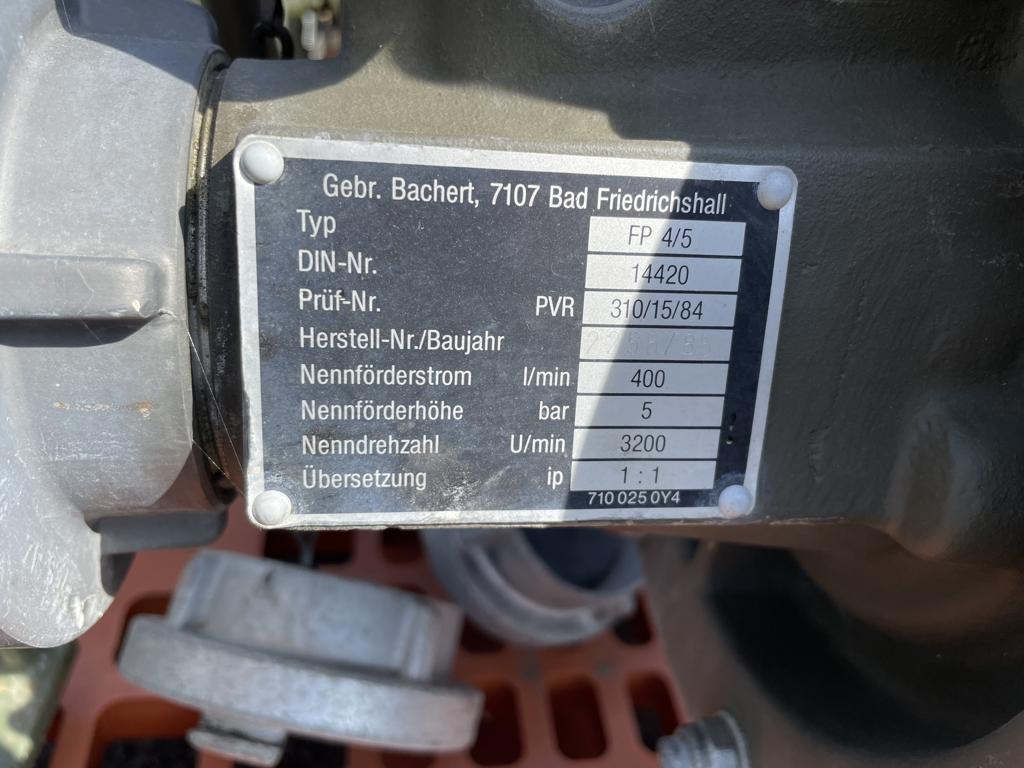 Gebr. Bachert, 7107 Bad Friedrichshall
Typ FP 4/5
DIN-Nr. 14420
Prüf-Nr. PVR 310/15/84
Herstell-Nr./Baujahr
Nennförderstrom l/min 400
Nennförderhöhe bar 5
Nenndrehzahl U/min 3200
Übersetzung ip 1 : 1
710 025 0Y4